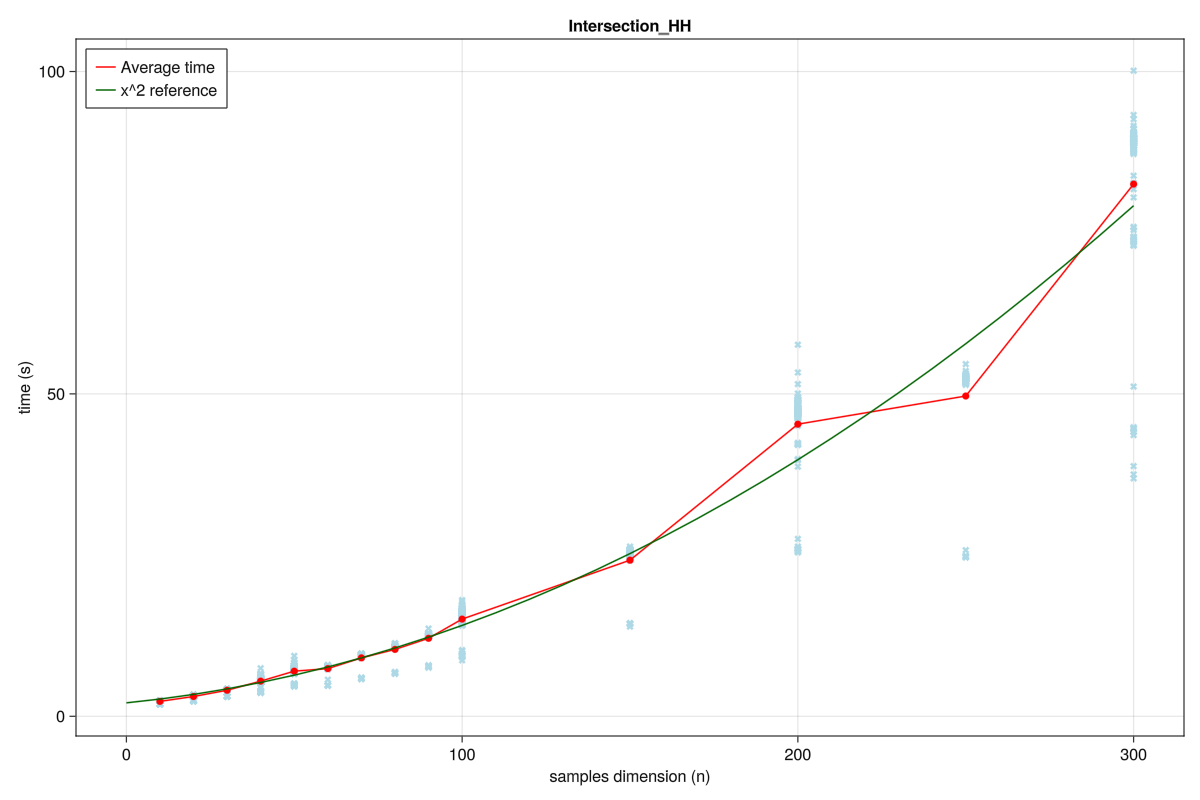 Intersection_HH
Average time
x^2 reference
100
50
0
time (s)
0
100
200
300
samples dimension (n)